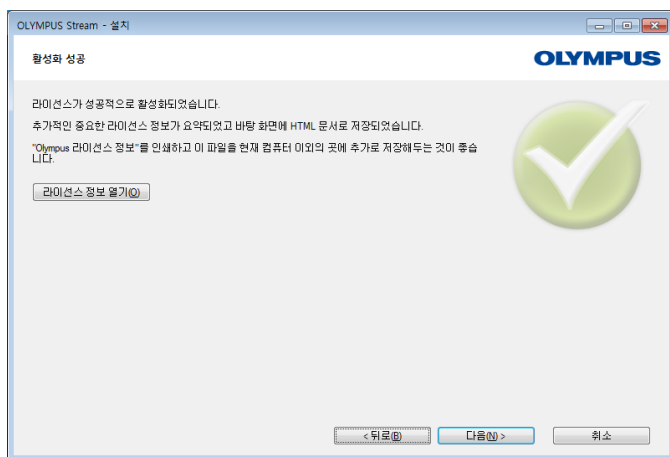 OLYMPUS Stream - 설치
활성화 성공
OLYMPUS
라이선스가 성공적으로 활성화되었습니다.
추가적인 중요한 라이선스 정보가 요약되었고 바탕 화면에 HTML 문서로 저장되었습니다.
"Olympus 라이선스 정보"를 인쇄하고 이 파일을 현재 컴퓨터 이외의 곳에 추가로 저장해두는 것이 좋습
니다.
라이선스 정보 열기(O)
< 뒤로(B)
다음(N) >
취소